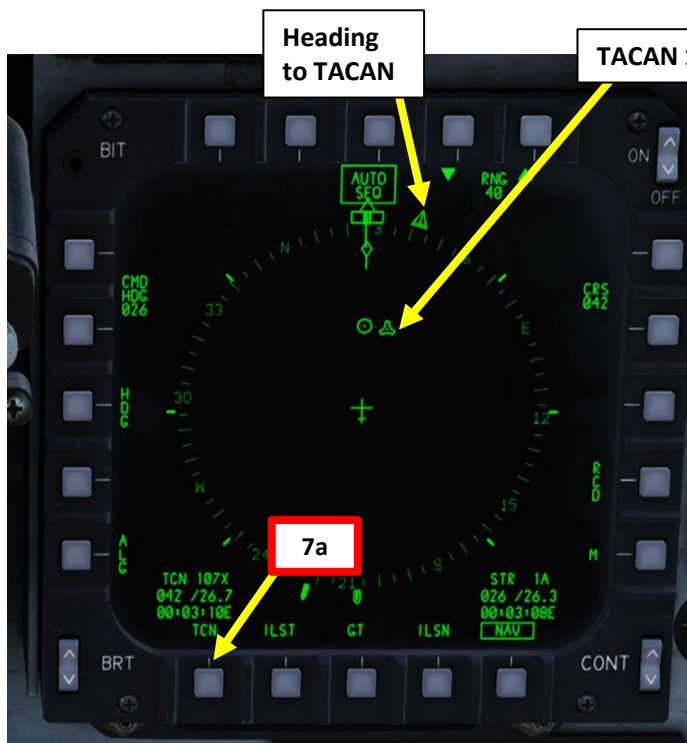 Heading
to TACAN
TACAN
BIT
ON
OFF
AUTO
SEQ
RNG
40
CMD
HDG
026
CRS
042
N
3
6
33
E
30
12
W
15
24
21
S
HDG
RCD
ALG
M
7a
TCN 107X
042 /26.7
00:03:10E
STR 1A
026 /26.3
00:03:08E
TCN
ILST
GT
ILSN
NAV
BRT
CONT